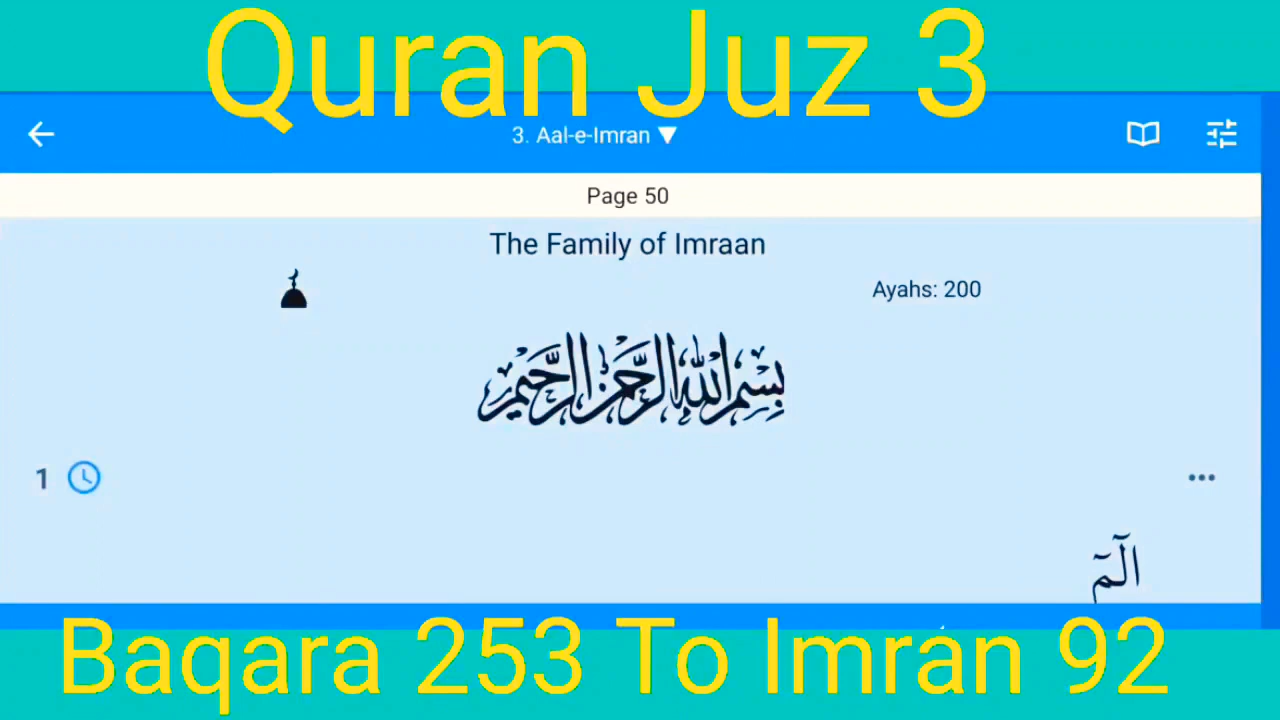 Quran Juz 3
3. Aal-e-Imran
Page 50
The Family of Imraan
Ayahs: 200
بِسْمِ اللَّهِ الرَّحْمَٰنِ الرَّحِيمِ
1
الٓمٓ
Baqara 253 To Imran 92